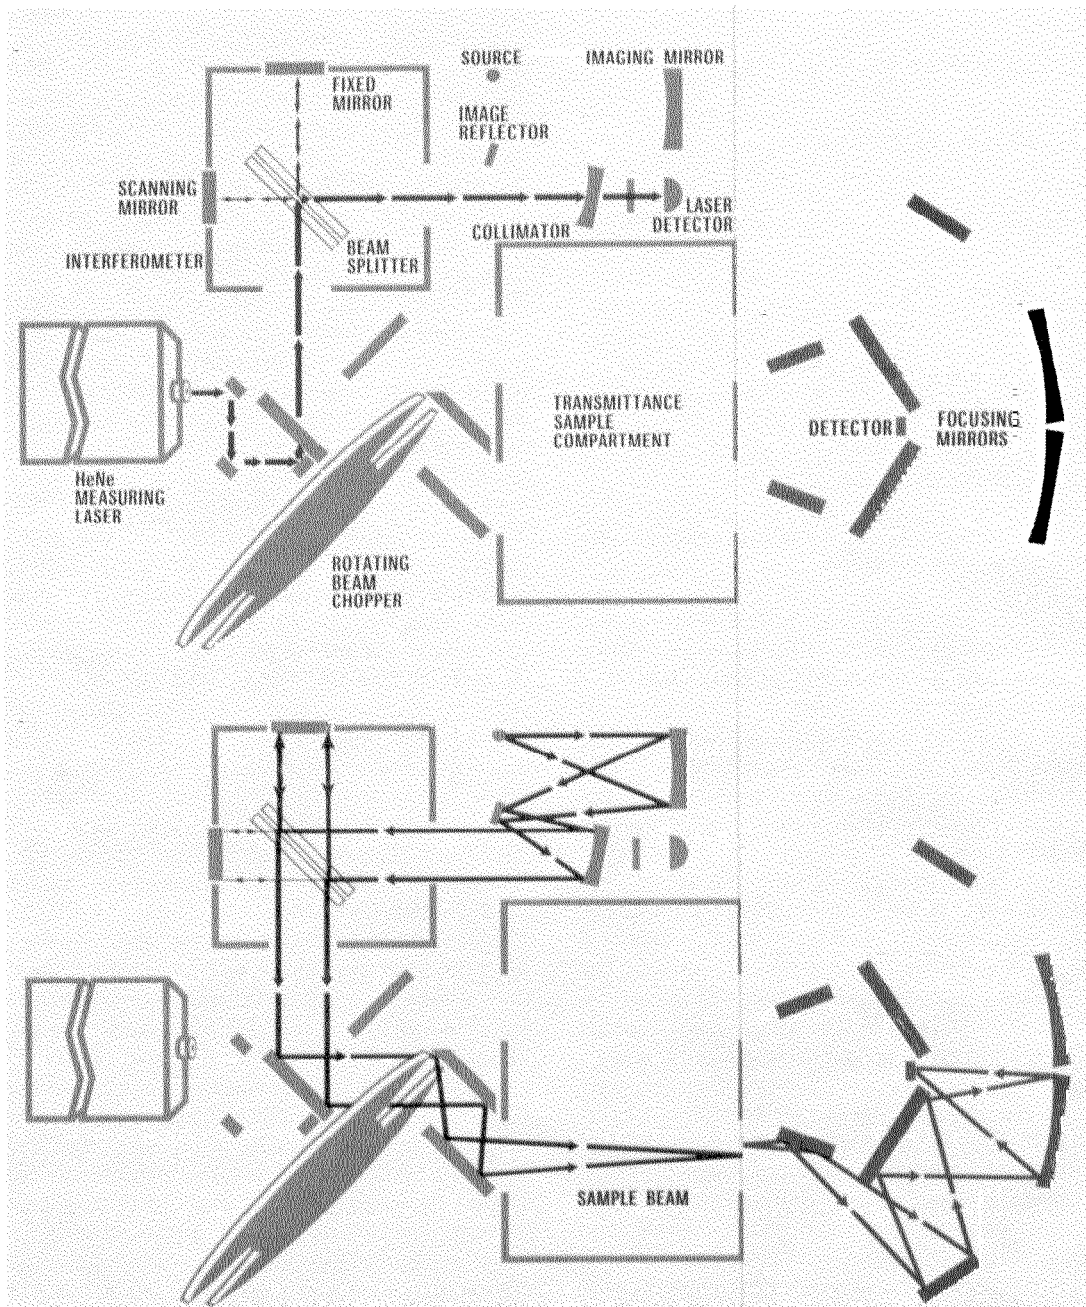 SOURCE
IMAGING MIRROR
FIXED
MIRROR
IMAGE
REFLECTOR
SCANNING
MIRROR
LASER
DETECTOR
COLLIMATOR
BEAM
SPLITTER
INTERFEROMETER
TRANSMITTANCE
SAMPLE
COMPARTMENT
DETECTOR
FOCUSING
MIRRORS
HeNe
MEASURING
LASER
ROTATING
BEAM
CHOPPER
SAMPLE BEAM